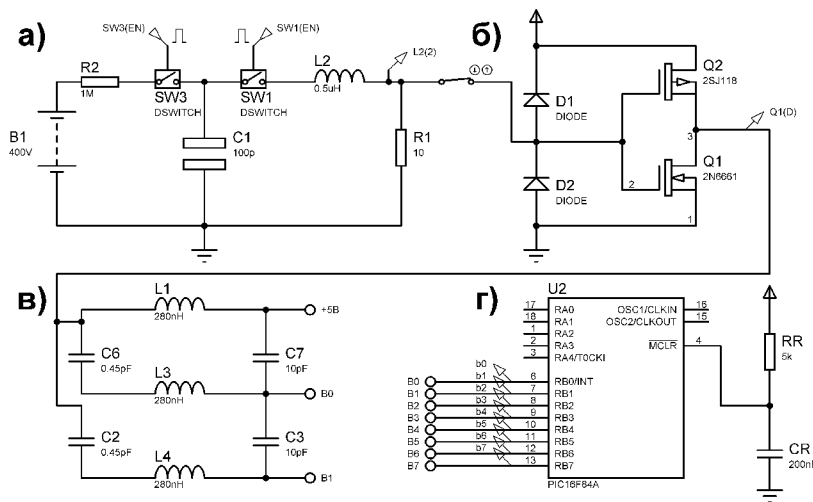 а)
SW3(EN)
SW1(EN)
R2
1M
SW3
DSWITCH
SW1
DSWITCH
L2
0.5uH
L2(2)
B1
400V
C1
100p
R1
10
б)
D1
DIODE
D2
DIODE
Q2
2SJ118
Q1(D)
3
Q1
2N6661
2
1
в)
L1
280nH
+5В
C6
0.45pF
C7
10pF
L3
280nH
B0
C2
0.45pF
C3
10pF
L4
280nH
B1
г)
U2
17 RA0 OSC1/CLKIN 16
18 RA1 OSC2/CLKOUT 15
1 RA2
2 RA3 MCLR 4
3 RA4/T0CKI
B0 b0 6 RB0/INT
B1 b1 7 RB1
B2 b2 8 RB2
B3 b3 9 RB3
B4 b4 10 RB4
B5 b5 11 RB5
B6 b6 12 RB6
B7 b7 13 RB7
PIC16F84A
RR
5k
CR